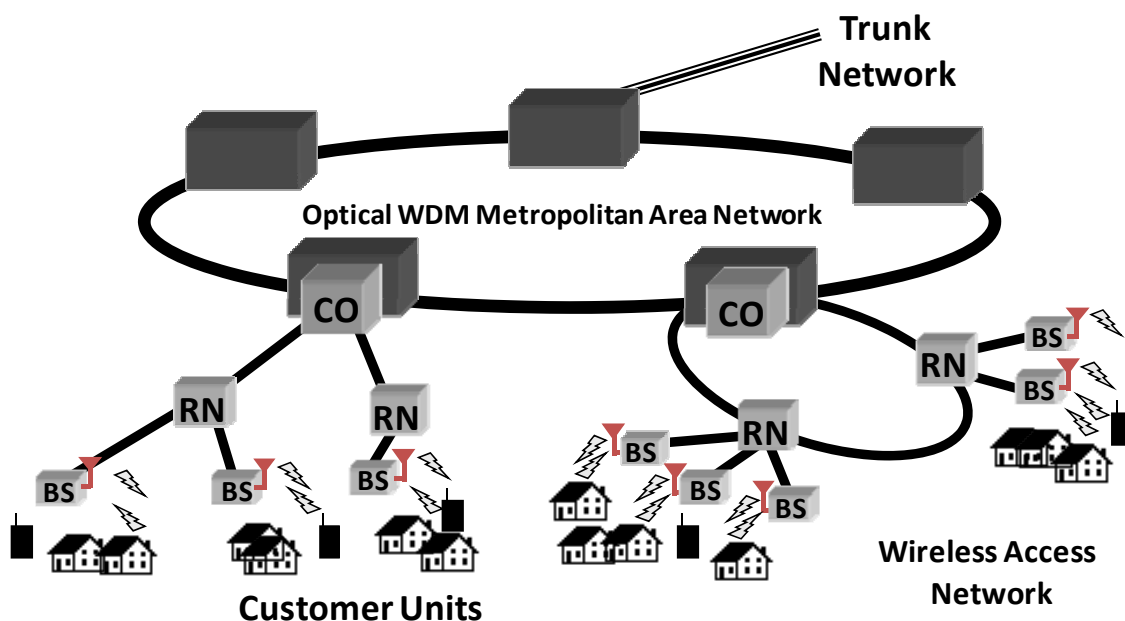 Trunk
Network
Optical WDM Metropolitan Area Network
CO
CO
BS
RN
BS
RN
RN
RN
BS
BS
BS
BS
BS
BS
Wireless Access
Network
Customer Units